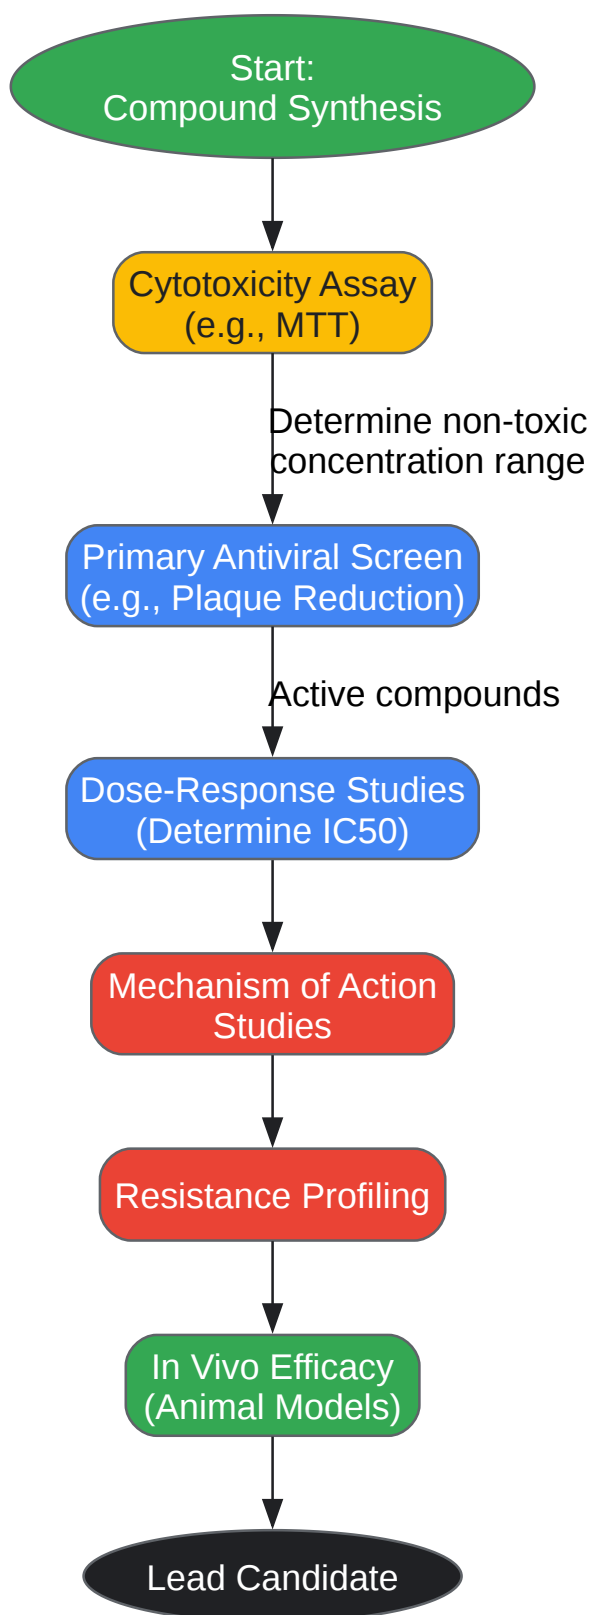 Start:
Compound Synthesis
Cytotoxicity Assay
(e.g., MTT)
Determine non-toxic
concentration range
Primary Antiviral Screen
(e.g., Plaque Reduction)
Active compounds
Dose-Response Studies
(Determine IC50)
Mechanism of Action
Studies
Resistance Profiling
In Vivo Efficacy
(Animal Models)
Lead Candidate